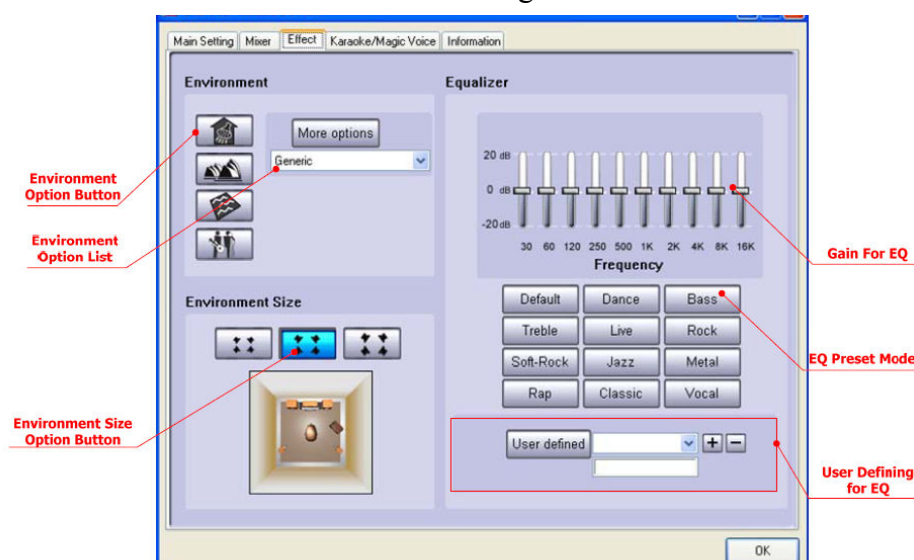 Main Setting Mixer Effect Karaoke/Magic Voice Information
Environment
More options
Generic
Environment
Option Button
Environment
Option List
Environment Size
Environment Size
Option Button
Equalizer
20 dB
0 dB
-20dB
30 60 120 250 500 1K 2K 4K 8K 16K
Frequency
Gain For EQ
Default Dance Bass
Treble Live Rock
Soft-Rock Jazz Metal
Rap Classic Vocal
EQ Preset Mode
User defined
+ −
User Defining
for EQ
OK